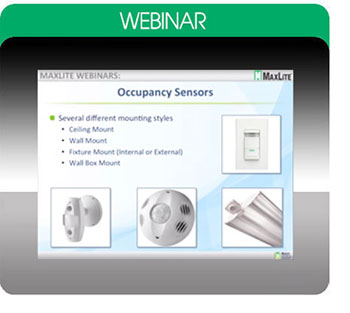 WEBINAR
MAXLITE WEBINARS:
MAXLITE
Occupancy Sensors
Several different mounting styles
• Ceiling Mount
• Wall Mount
• Fixture Mount (Internal or External)
• Wall Box Mount